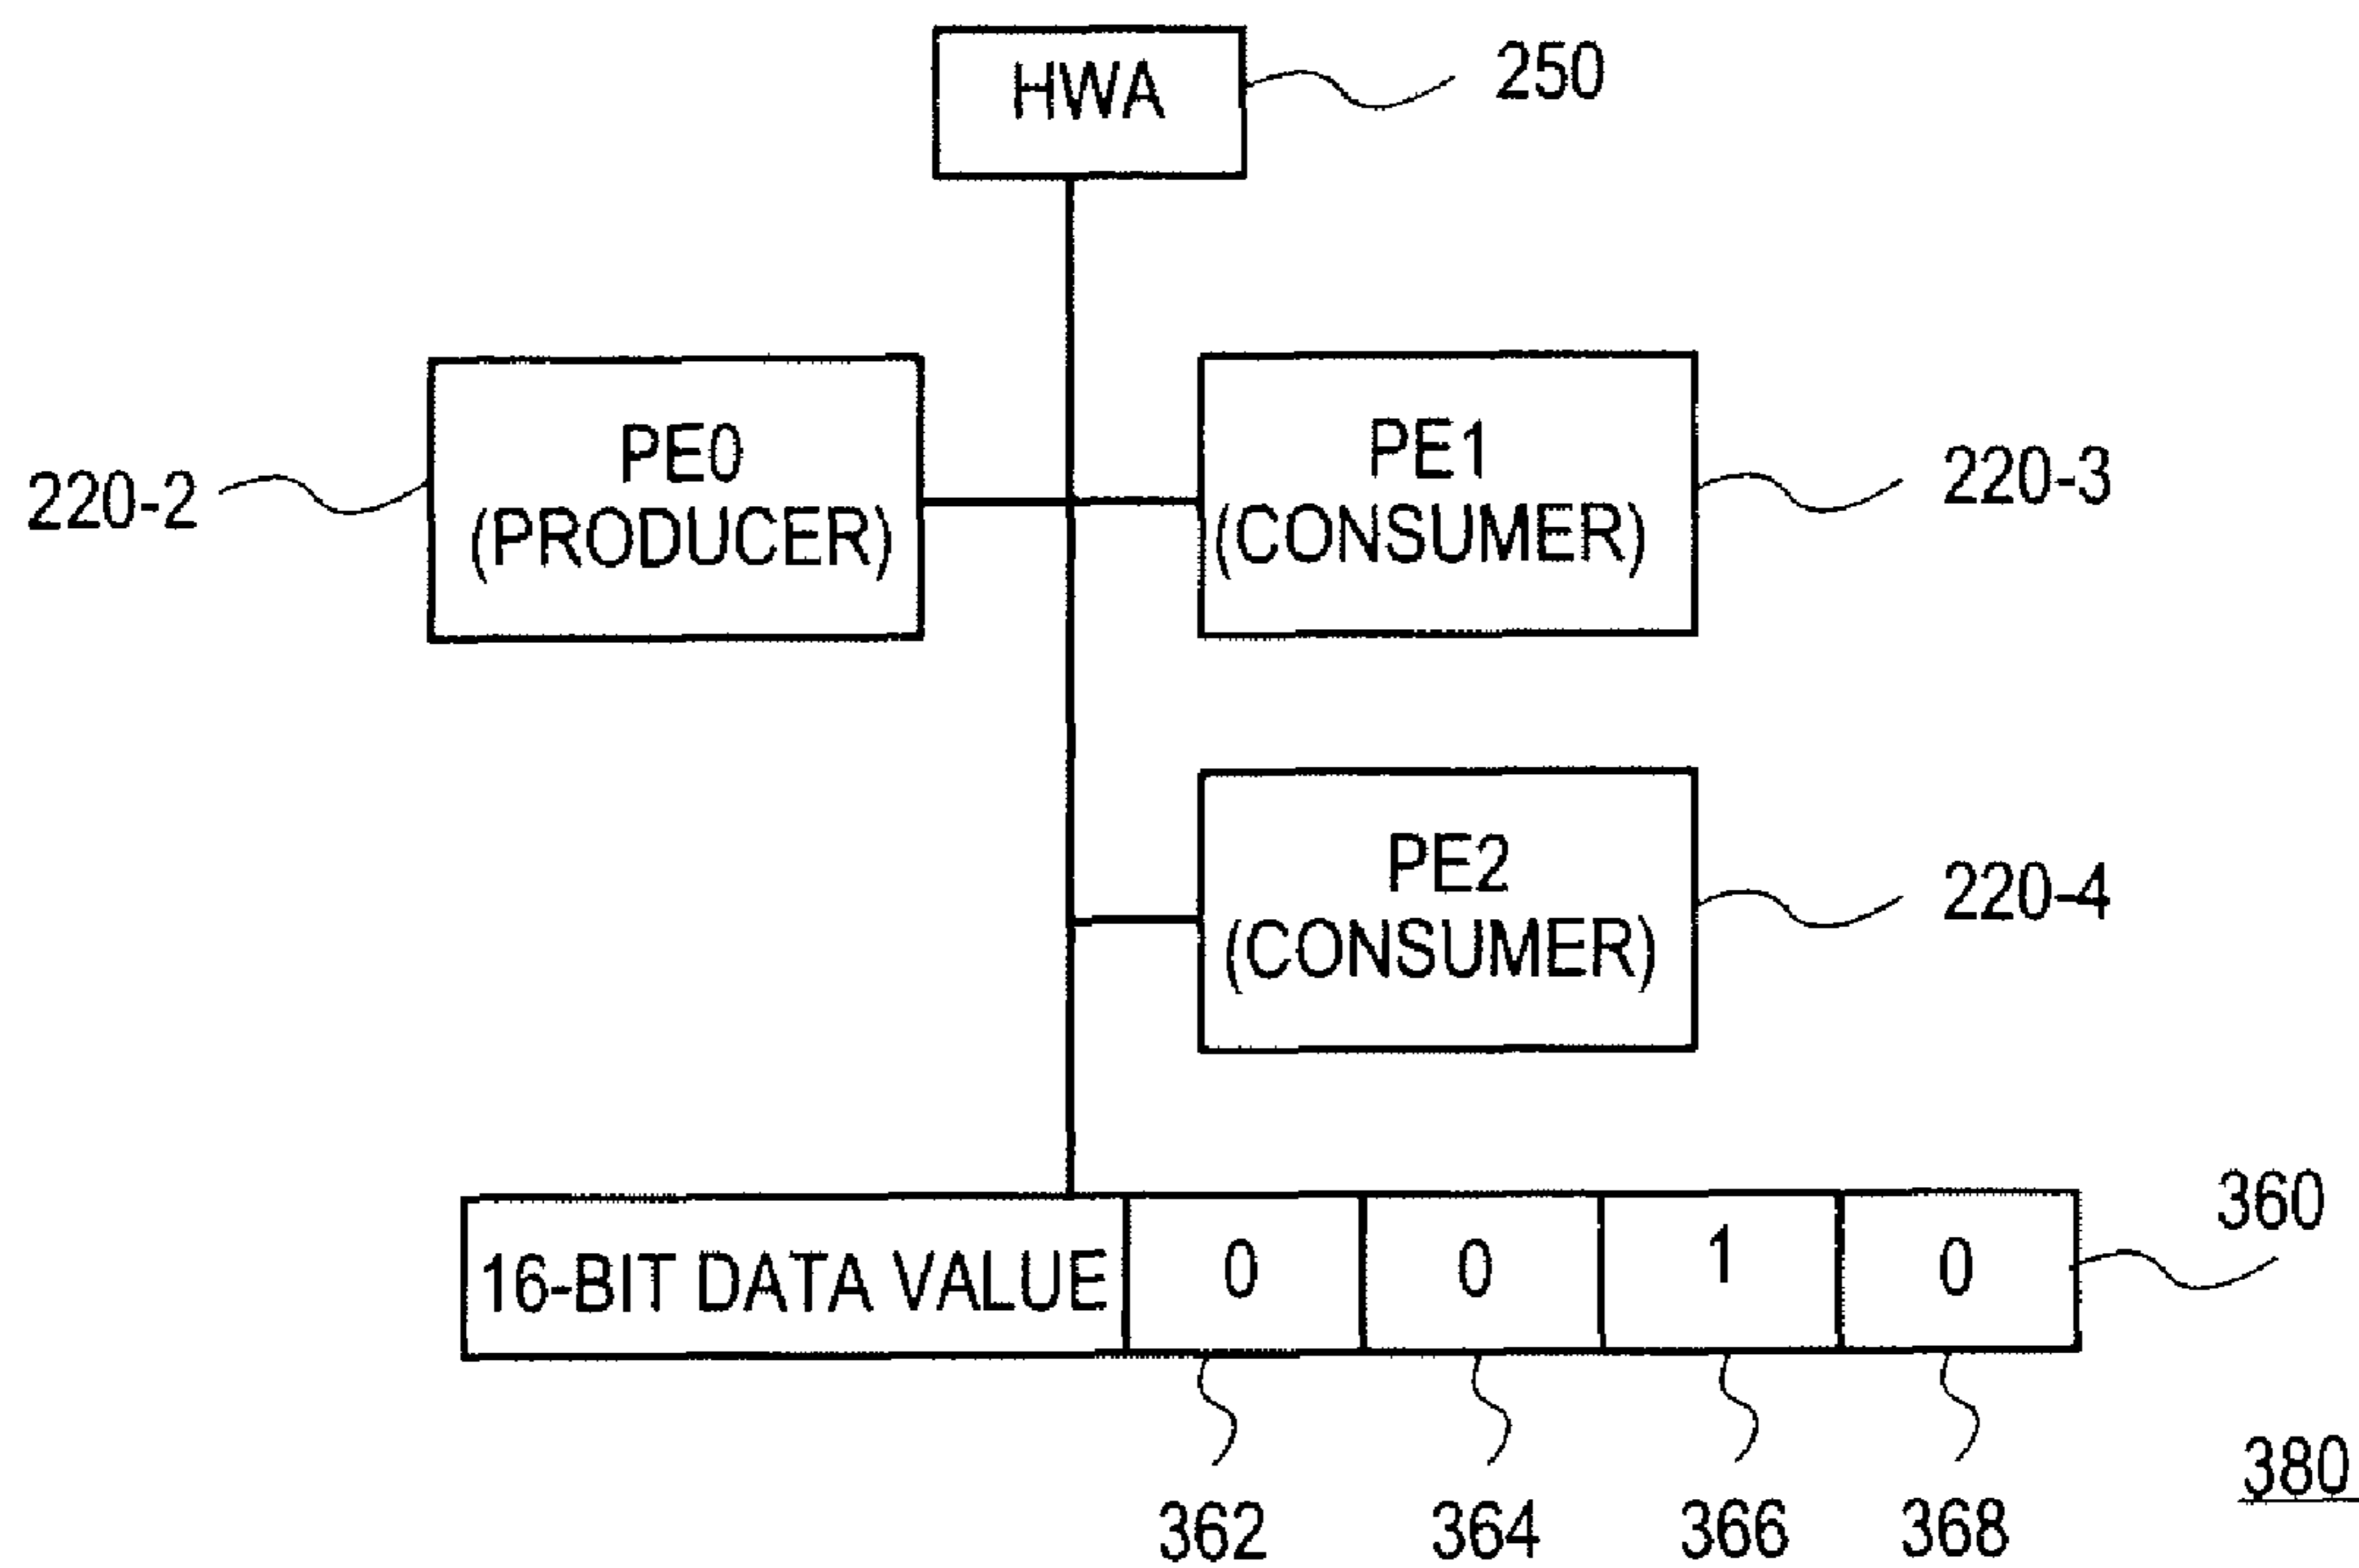 HWA
250
PE0
(PRODUCER)
220-2
PE1
(CONSUMER)
220-3
PE2
(CONSUMER)
220-4
16-BIT DATA VALUE 0 0 1 0
360
362 364 366 368
380